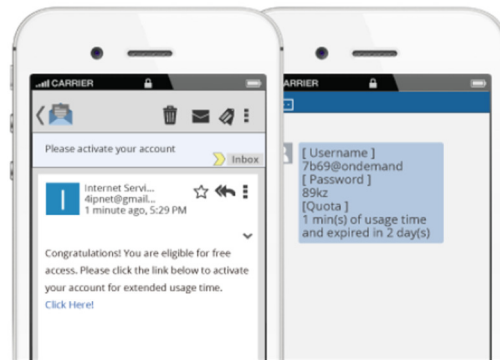 CARRIER
Please activate your account
Inbox
I
Internet Servi...
4ipnet@gmail...
1 minute ago, 5:29 PM
Congratulations! You are eligible for free
access. Please click the link below to activate
your account for extended usage time.
Click Here!
ARRIER
[ Username ]
7b69@ondemand
[ Password ]
89kz
[Quota ]
1 min(s) of usage time
and expired in 2 day(s)